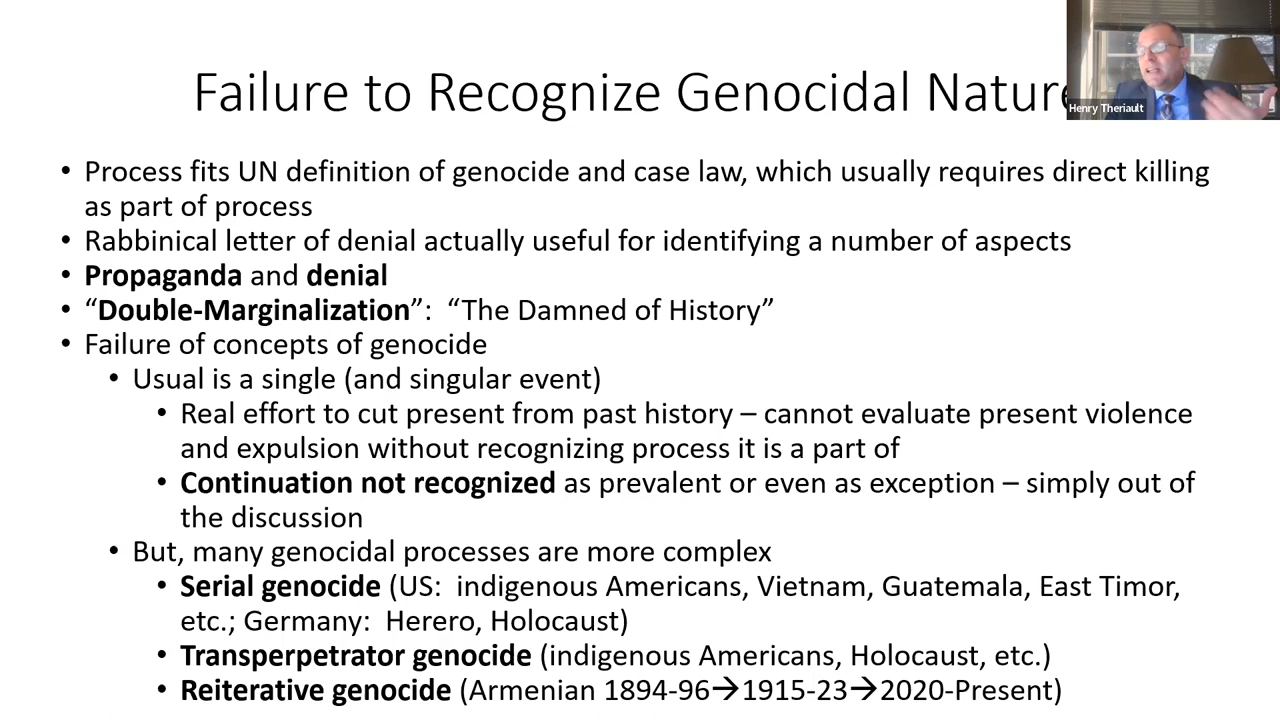 Failure to Recognize Genocidal Nature
Henry Theriault
• Process fits UN definition of genocide and case law, which usually requires direct killing
as part of process
• Rabbinical letter of denial actually useful for identifying a number of aspects
• Propaganda and denial
• “Double-Marginalization”:  “The Damned of History”
• Failure of concepts of genocide
• Usual is a single (and singular event)
• Real effort to cut present from past history – cannot evaluate present violence
and expulsion without recognizing process it is a part of
• Continuation not recognized as prevalent or even as exception – simply out of
the discussion
• But, many genocidal processes are more complex
• Serial genocide (US:  indigenous Americans, Vietnam, Guatemala, East Timor,
etc.; Germany:  Herero, Holocaust)
• Transperpetrator genocide (indigenous Americans, Holocaust, etc.)
• Reiterative genocide (Armenian 1894-96→1915-23→2020-Present)